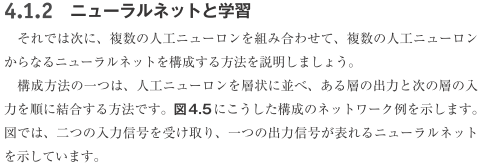 4.1.2 ニューラルネットと学習
それでは次に、複数の人工ニューロンを組み合わせて、複数の人工ニューロン
からなるニューラルネットを構成する方法を説明しましょう。
構成方法の一つは、人工ニューロンを層状に並べ、ある層の出力と次の層の入
力を順に結合する方法です。図4.5にこうした構成のネットワーク例を示します。
図では、二つの入力信号を受け取り、一つの出力信号が表れるニューラルネット
を示しています。